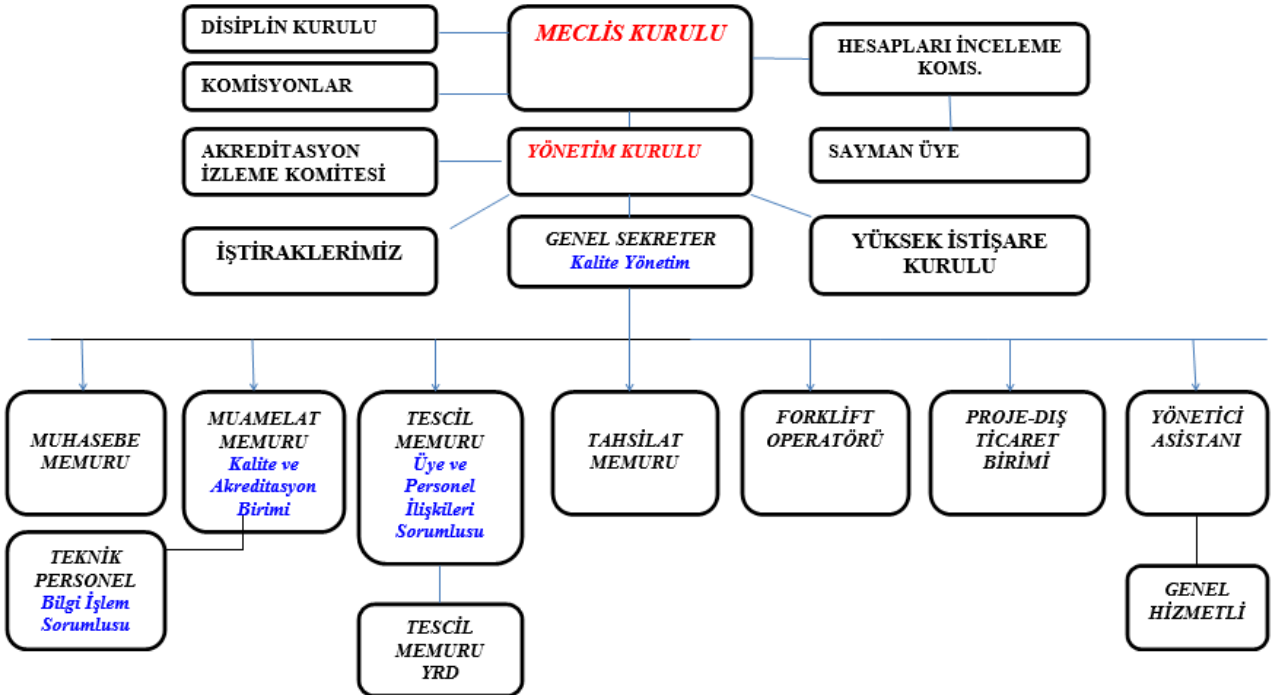 DİSİPLİN KURULU
MECLİS KURULU
HESAPLARI İNCELEME
KOMS.
KOMİSYONLAR
AKREDİTASYON
İZLEME KOMİTESİ
YÖNETİM KURULU
SAYMAN ÜYE
İŞTİRAKLERİMİZ
GENEL SEKRETER
Kalite Yönetim
YÜKSEK İSTİŞARE
KURULU
MUHASEBE
MEMURU
MUAMELAT
MEMURU
Kalite ve
Akreditasyon
Birimi
TESCİL
MEMURU
Üye ve
Personel
İlişkileri
Sorumlusu
TAHSİLAT
MEMURU
FORKLİFT
OPERATÖRÜ
PROJE-DIŞ
TİCARET
BİRİMİ
YÖNETİCİ
ASİSTANI
TEKNİK
PERSONEL
Bilgi İşlem
Sorumlusu
TESCİL
MEMURU
YRD
GENEL
HİZMETLİ